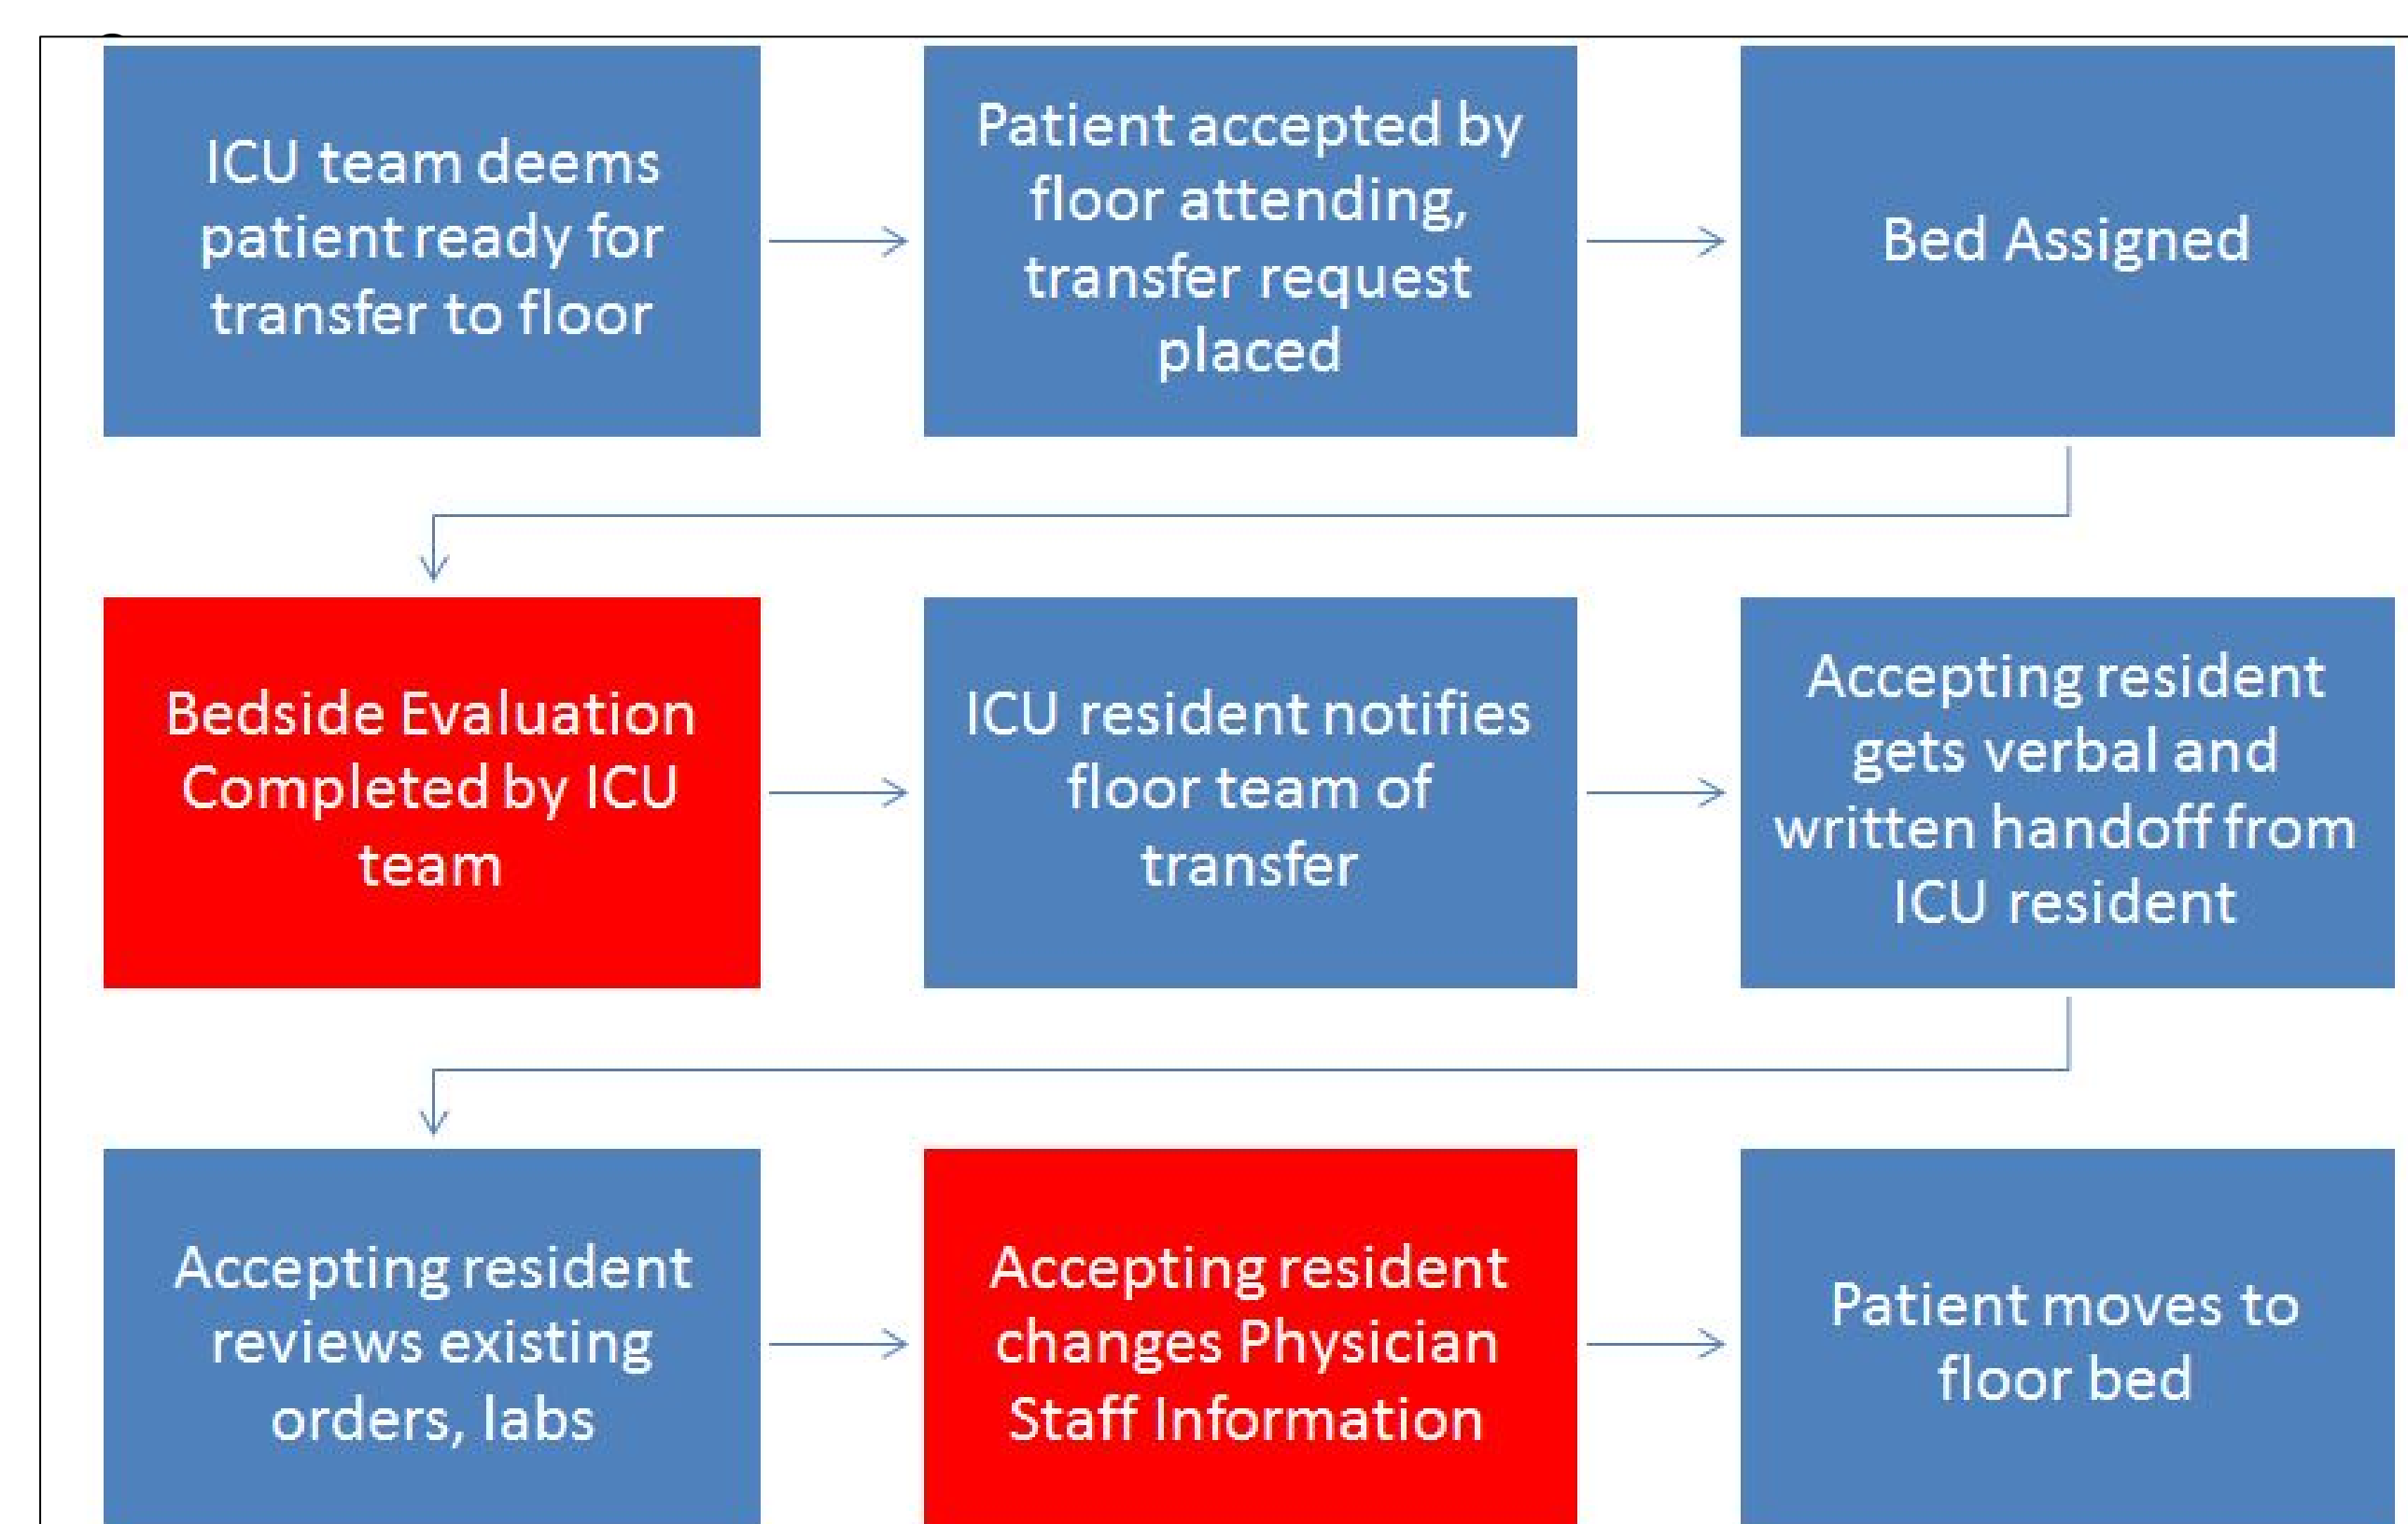 ICU team deems
patient ready for
transfer to floor
Patient accepted by
floor attending,
transfer request
placed
Bed Assigned
Bedside Evaluation
Completed by ICU
team
ICU resident notifies
floor team of
transfer
Accepting resident
gets verbal and
written handoff from
ICU resident
Accepting resident
reviews existing
orders, labs
Accepting resident
changes Physician
Staff Information
Patient moves to
floor bed